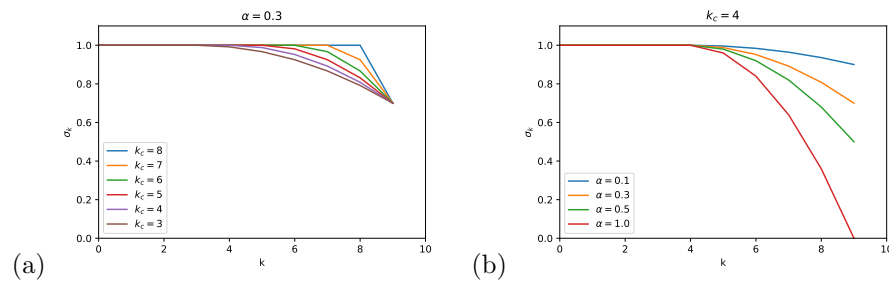 α = 0.3
1.0
0.8
0.6
0.4
0.2
0.0
σk
k_c = 8
k_c = 7
k_c = 6
k_c = 5
k_c = 4
k_c = 3
0 2 4 6 8 10
k
(a)
k_c = 4
1.0
0.8
0.6
0.4
0.2
0.0
σk
α = 0.1
α = 0.3
α = 0.5
α = 1.0
0 2 4 6 8 10
k
(b)